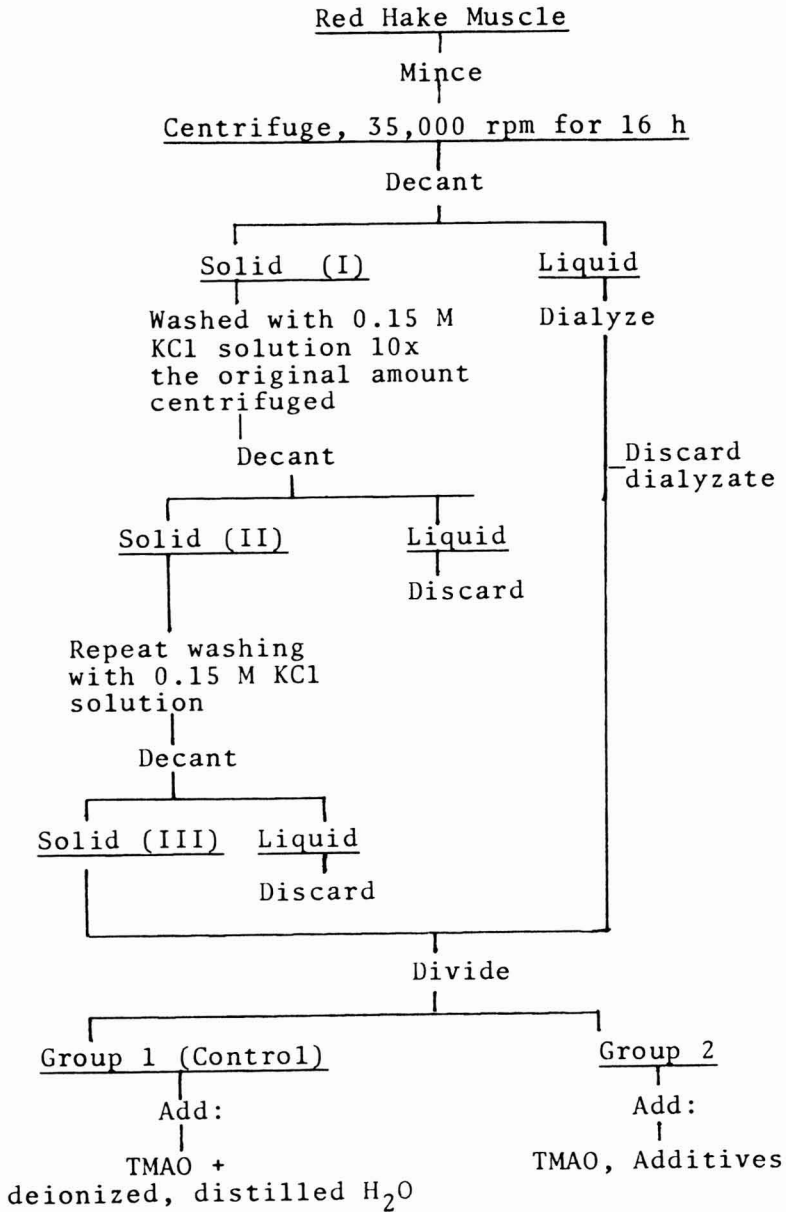 Red Hake Muscle
Mince
Centrifuge, 35,000 rpm for 16 h
Decant
Solid (I)
Liquid
Washed with 0.15 M
KCl solution 10x
the original amount
centrifuged
Dialyze
Decant
Discard
dialyzate
Solid (II)
Liquid
Discard
Repeat washing
with 0.15 M KCl
solution
Decant
Solid (III)
Liquid
Discard
Divide
Group 1 (Control)
Group 2
Add:
Add:
TMAO +
deionized, distilled H₂O
TMAO, Additives